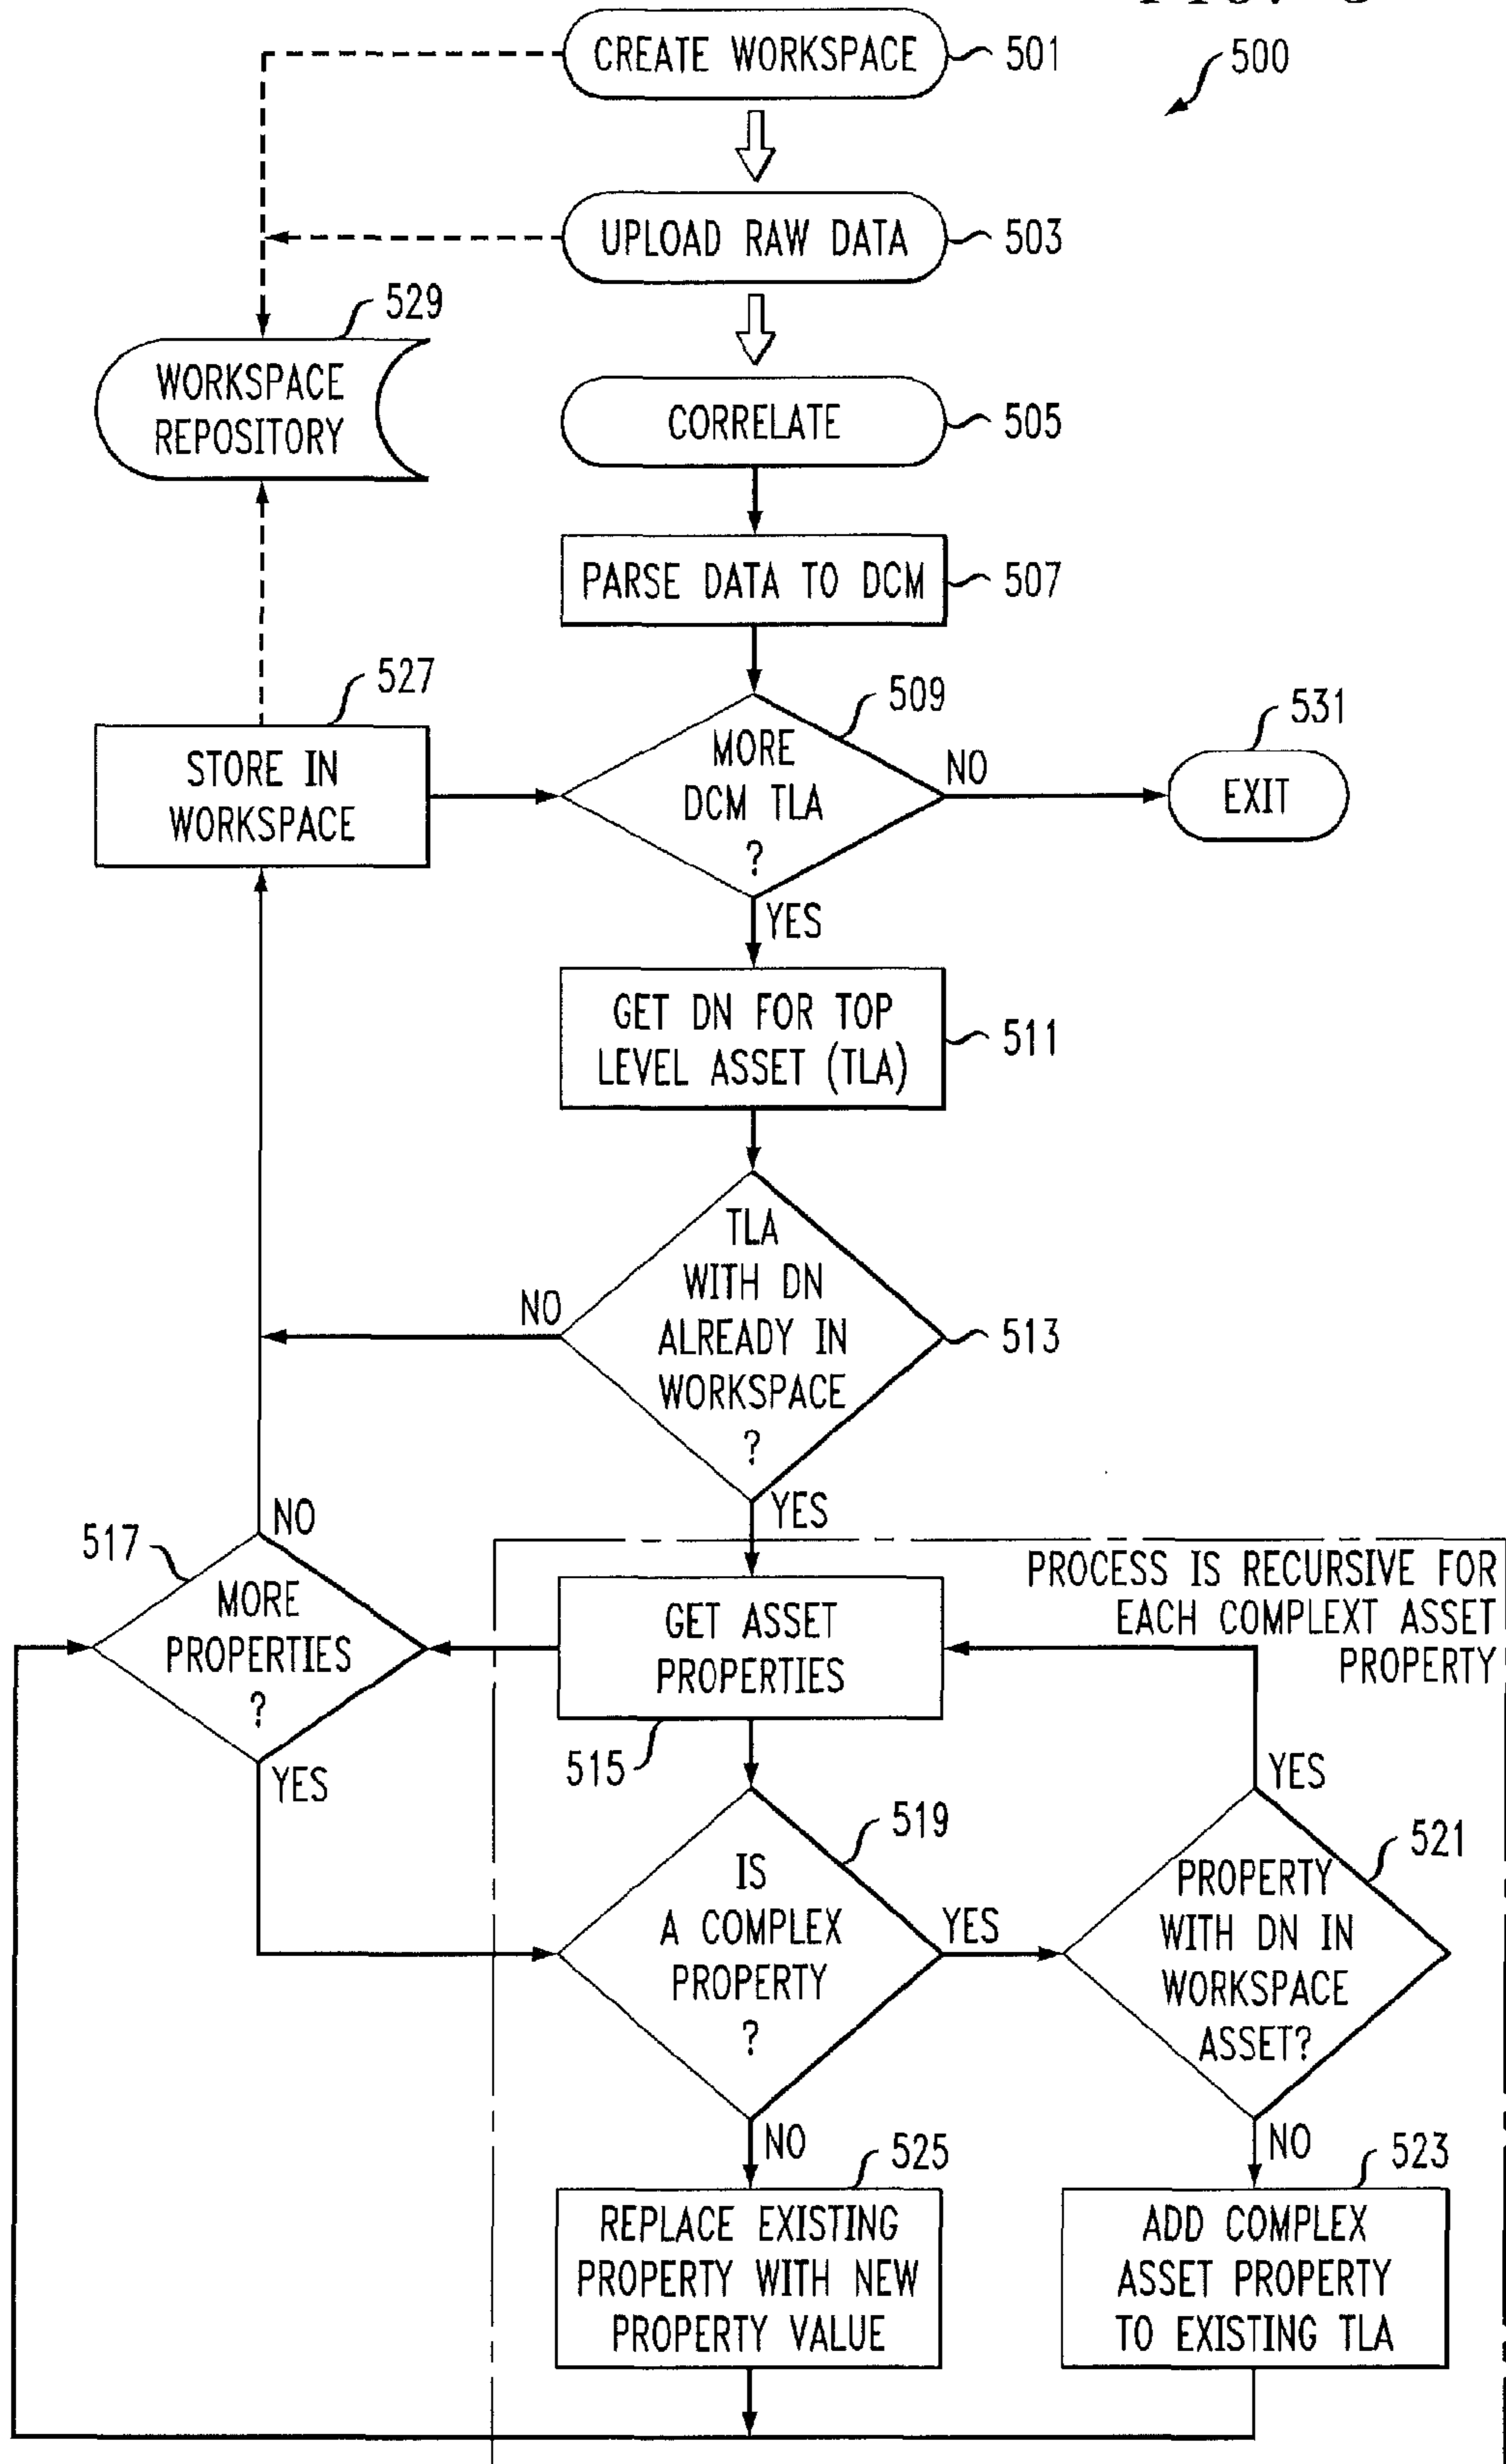 CREATE WORKSPACE
501
500
UPLOAD RAW DATA
503
529
WORKSPACE
REPOSITORY
CORRELATE
505
PARSE DATA TO DCM
507
527
STORE IN
WORKSPACE
509
MORE
DCM TLA
?
NO
531
EXIT
YES
GET DN FOR TOP
LEVEL ASSET (TLA)
511
TLA
WITH DN
ALREADY IN
WORKSPACE
?
NO
513
YES
517
NO
MORE
PROPERTIES
?
YES
PROCESS IS RECURSIVE FOR
EACH COMPLEXT ASSET
PROPERTY
GET ASSET
PROPERTIES
515
519
IS
A COMPLEX
PROPERTY
?
YES
YES
521
PROPERTY
WITH DN IN
WORKSPACE
ASSET?
NO
525
REPLACE EXISTING
PROPERTY WITH NEW
PROPERTY VALUE
NO
523
ADD COMPLEX
ASSET PROPERTY
TO EXISTING TLA